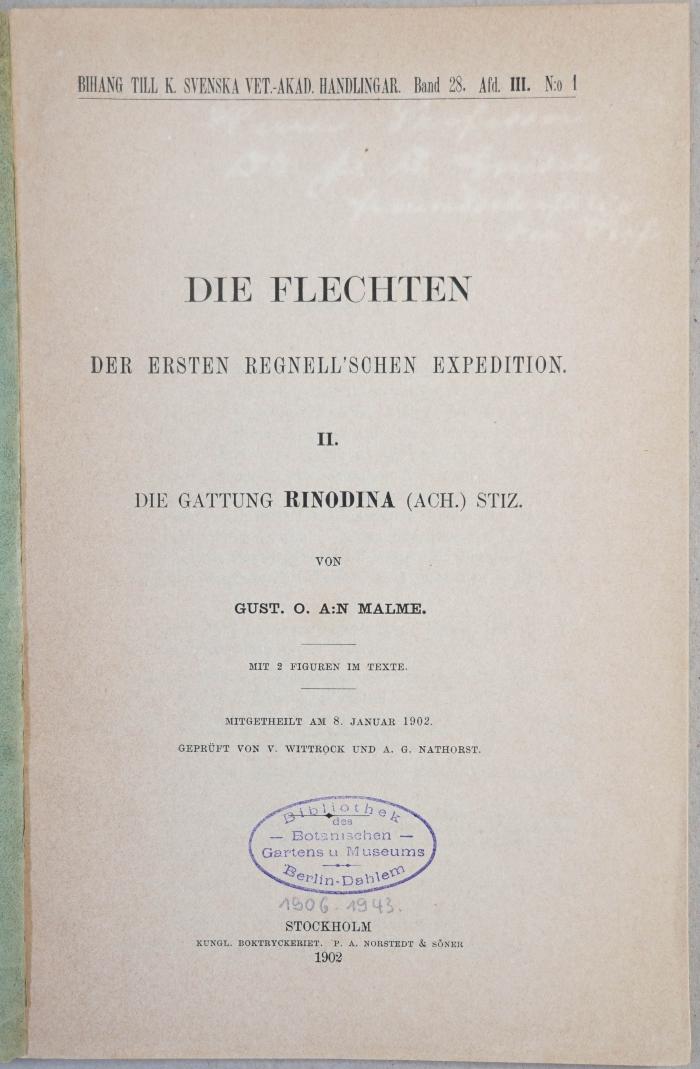 BIHANG TILL K. SVENSKA VET.-AKAD. HANDLINGAR. Band 28. Afd. III. N:o 1
DIE FLECHTEN
DER ERSTEN REGNELL'SCHEN EXPEDITION.
II.
DIE GATTUNG RINODINA (ACH.) STIZ.
VON
GUST. O. A:N MALME.
MIT 2 FIGUREN IM TEXTE.
MITGETHEILT AM 8. JANUAR 1902.
GEPRÜFT VON V. WITTROCK UND A. G. NATHORST.
Bibliothek
des
— Botanischen —
Gartens u Museums
Berlin-Dahlem
1906. 1943.
STOCKHOLM
KUNGL. BOKTRYCKERIET. P. A. NORSTEDT & SÖNER
1902